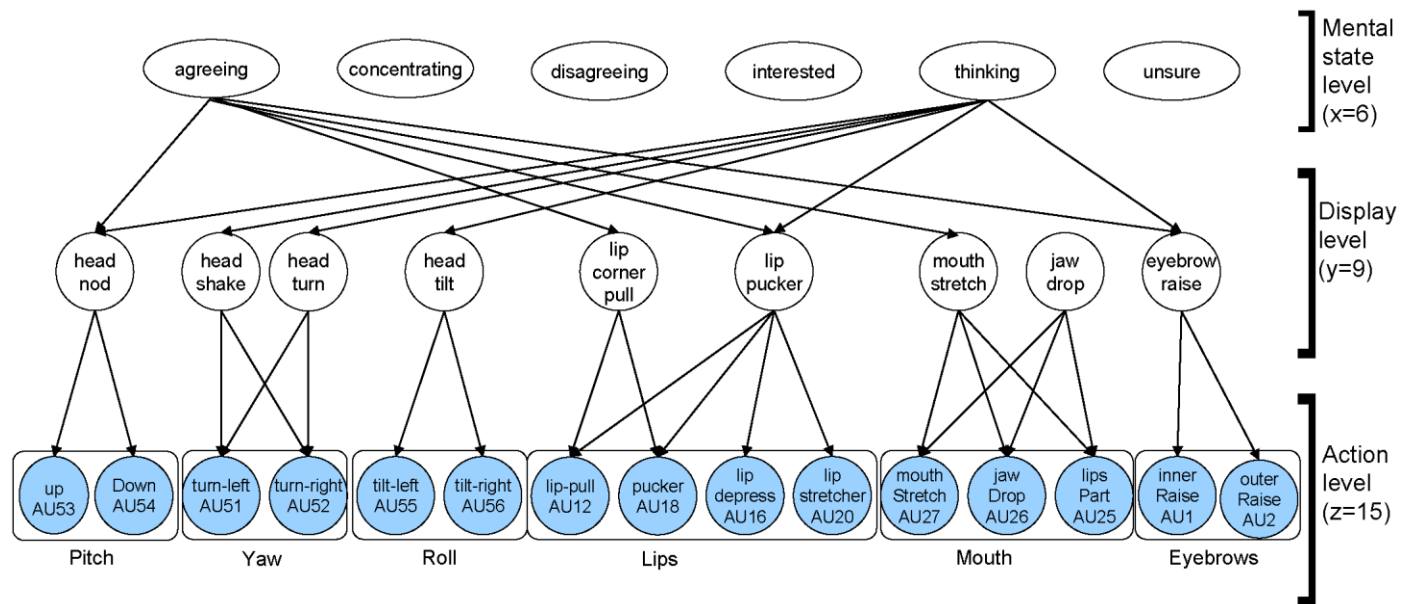 agreeing
concentrating
disagreeing
interested
thinking
unsure
Mental
state
level
(x=6)
head
nod
head
shake
head
turn
head
tilt
lip
corner
pull
lip
pucker
mouth
stretch
jaw
drop
eyebrow
raise
Display
level
(y=9)
up
AU53
Down
AU54
turn-left
AU51
turn-right
AU52
tilt-left
AU55
tilt-right
AU56
lip-pull
AU12
pucker
AU18
lip
depress
AU16
lip
stretcher
AU20
mouth
Stretch
AU27
jaw
Drop
AU26
lips
Part
AU25
inner
Raise
AU1
outer
Raise
AU2
Action
level
(z=15)
Pitch
Yaw
Roll
Lips
Mouth
Eyebrows